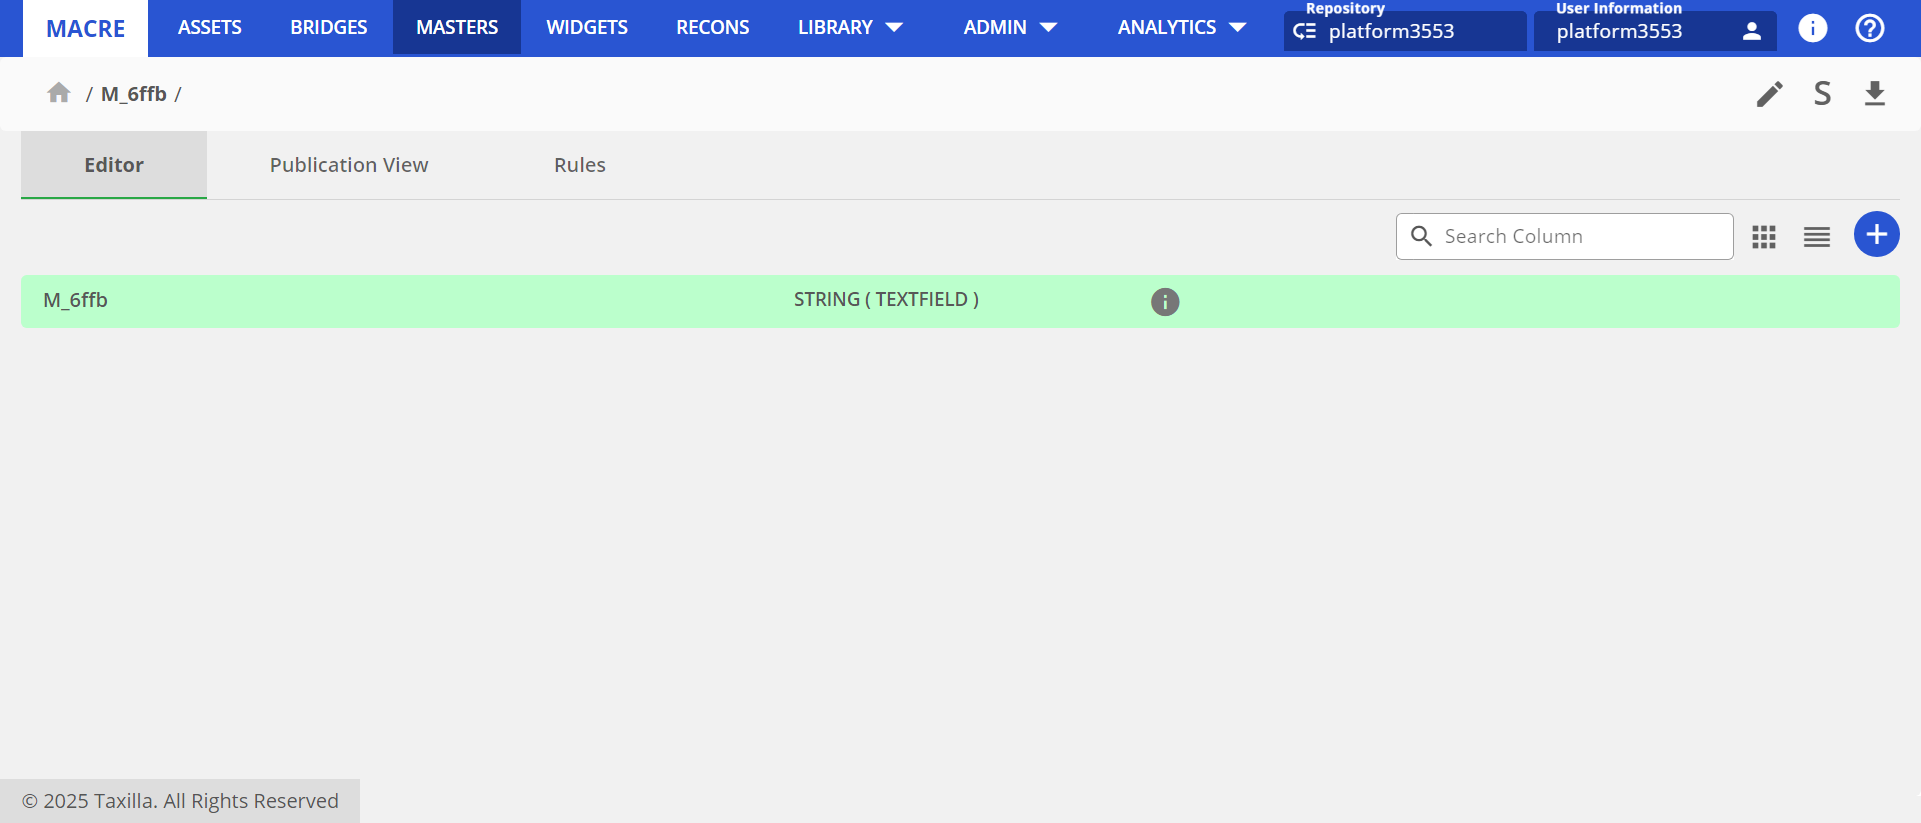 MACRE ASSETS BRIDGES MASTERS WIDGETS RECONS LIBRARY ADMIN ANALYTICS
Repository
platform3553
User Information
platform3553
/ M_6ffb /
S
Editor Publication View Rules
Search Column
M_6ffb STRING ( TEXTFIELD )
© 2025 Taxilla. All Rights Reserved